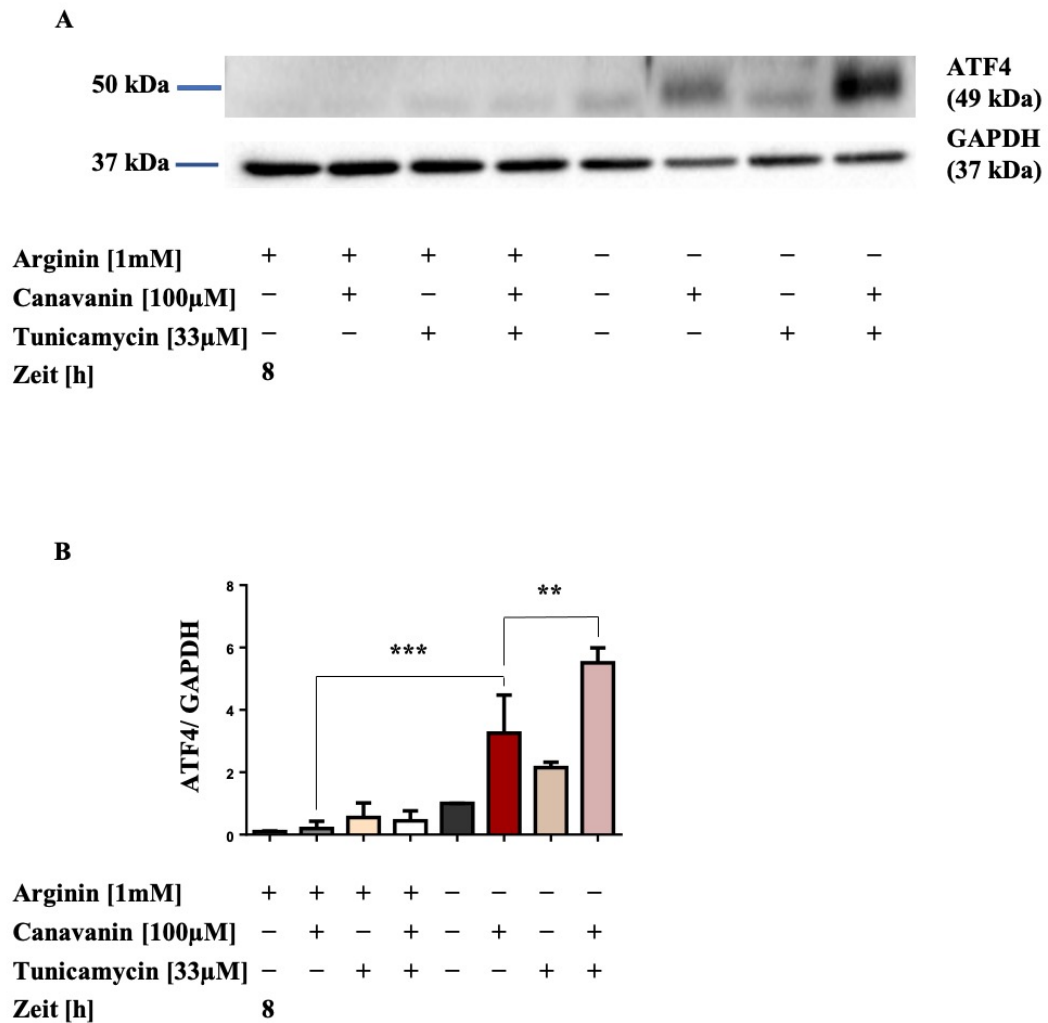 A
50 kDa
ATF4
(49 kDa)
37 kDa
GAPDH
(37 kDa)
Arginin [1mM] + + + + – – – –
Canavanin [100µM] – + – + – + – +
Tunicamycin [33µM] – – + + – – + +
Zeit [h] 8
B
8
**
6
***
4
2
0
ATF4/ GAPDH
Arginin [1mM] + + + + – – – –
Canavanin [100µM] – + – + – + – +
Tunicamycin [33µM] – – + + – – + +
Zeit [h] 8